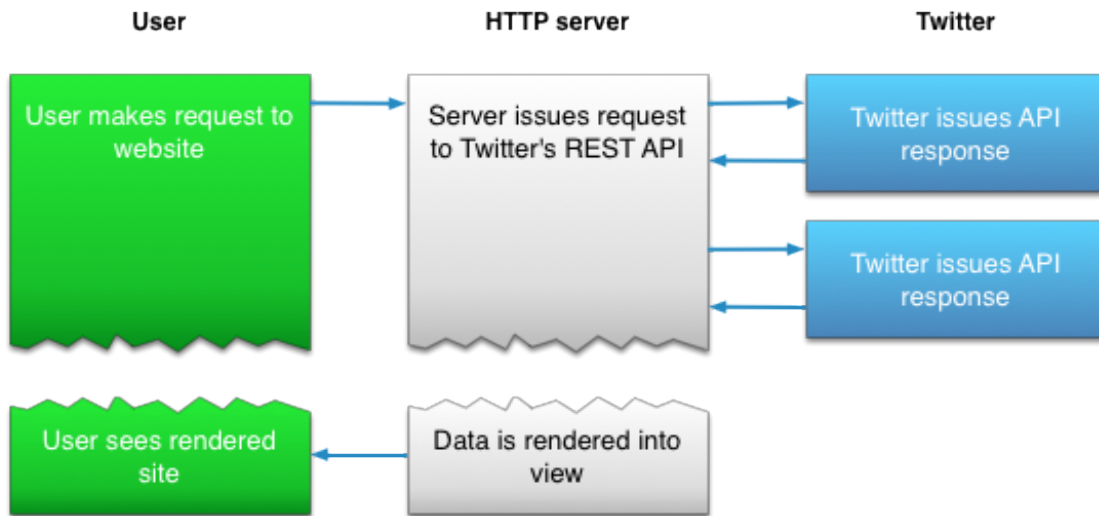 User
HTTP server
Twitter
User makes request to
website
Server issues request
to Twitter's REST API
Twitter issues API
response
Twitter issues API
response
User sees rendered
site
Data is rendered into
view